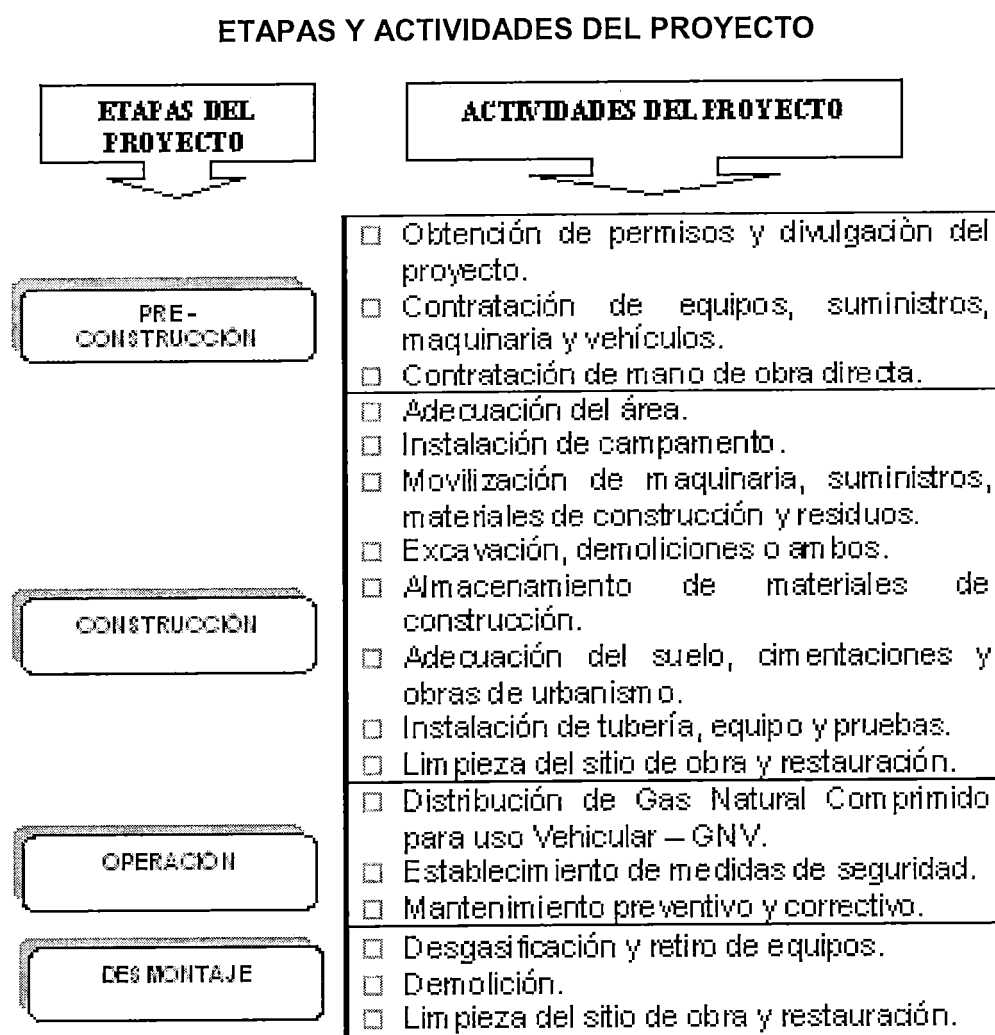 ETAPAS Y ACTIVIDADES DEL PROYECTO
ETAPAS DEL
PROYECTO
ACTIVIDADES DEL PROYECTO
PRE-
CONSTRUCCIÓN
□ Obtención de permisos y divulgaciòn del
proyecto.
□ Contratación de equipos, suministros,
maquinaria y vehículos.
□ Contratación de mano de obra directa.
CONSTRUCCIÓN
□ Adecuación del área.
□ Instalación de campamento.
□ Movilización de maquinaria, suministros,
materiales de construcción y residuos.
□ Excavación, demoliciones o ambos.
□ Almacenamiento de materiales de
construcción.
□ Adecuación del suelo, cimentaciones y
obras de urbanismo.
□ Instalación de tubería, equipo y pruebas.
□ Limpieza del sitio de obra y restauración.
OPERACIÓN
□ Distribución de Gas Natural Comprimido
para uso Vehicular – GNV.
□ Establecimiento de medidas de seguridad.
□ Mantenimiento preventivo y correctivo.
DESMONTAJE
□ Desgasificación y retiro de equipos.
□ Demolición.
□ Limpieza del sitio de obra y restauración.